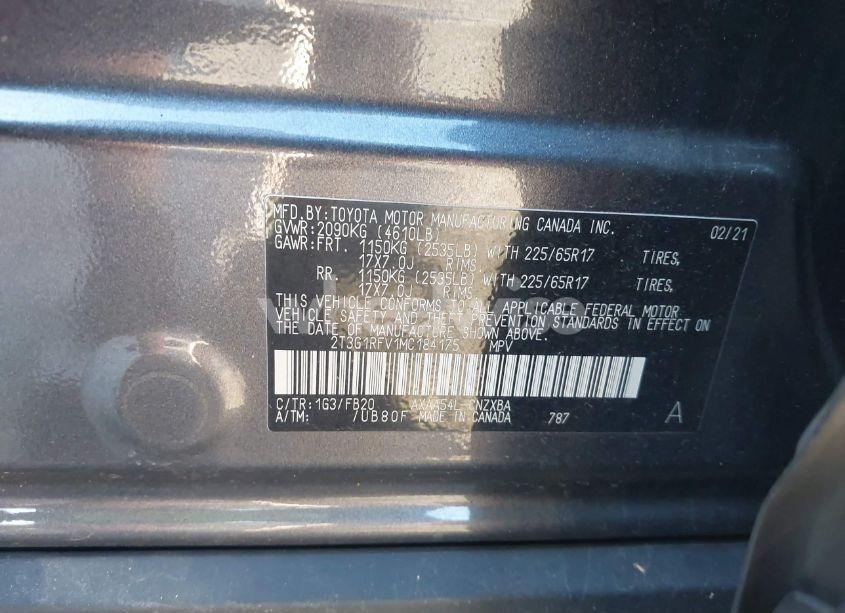 MFD.BY:TOYOTA MOTOR MANUFACTURING CANADA INC. 02/21
GVWR:2090KG (4610LB)
GAWR:FRT. 1150KG (2535LB) WITH 225/65R17 TIRES,
17X7.0J RIMS,
RR. 1150KG (2535LB) WITH 225/65R17 TIRES,
17X7.0J RIMS,
THIS VEHICLE CONFORMS TO ALL APPLICABLE FEDERAL MOTOR
VEHICLE SAFETY AND THEFT PREVENTION STANDARDS IN EFFECT ON
THE DATE OF MANUFACTURE SHOWN ABOVE.
2T3G1RFV1MC184175 MPV
C/TR:1G3/FB20 AXAA54L-CNZXBA
A/TM: /UB80F MADE IN CANADA 787 A